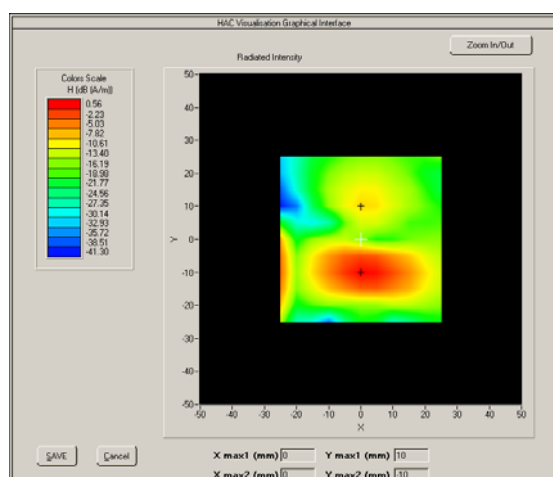 HAC Visualisation Graphical Interface
Zoom In/Out
Radiated Intensity
Colors Scale
H [dB (A/m)]
0.56
-2.23
-5.03
-7.82
-10.61
-13.40
-16.19
-18.98
-21.77
-24.56
-27.35
-30.14
-32.93
-35.72
-38.51
-41.30
50
40
30
20
10
0
-10
-20
-30
-40
-50
Y
-50 -40 -30 -20 -10 0 10 20 30 40 50
X
SAVE Cancel
X max1 (mm) 0 Y max1 (mm) 10
X max2 (mm) 0 Y max2 (mm) -10